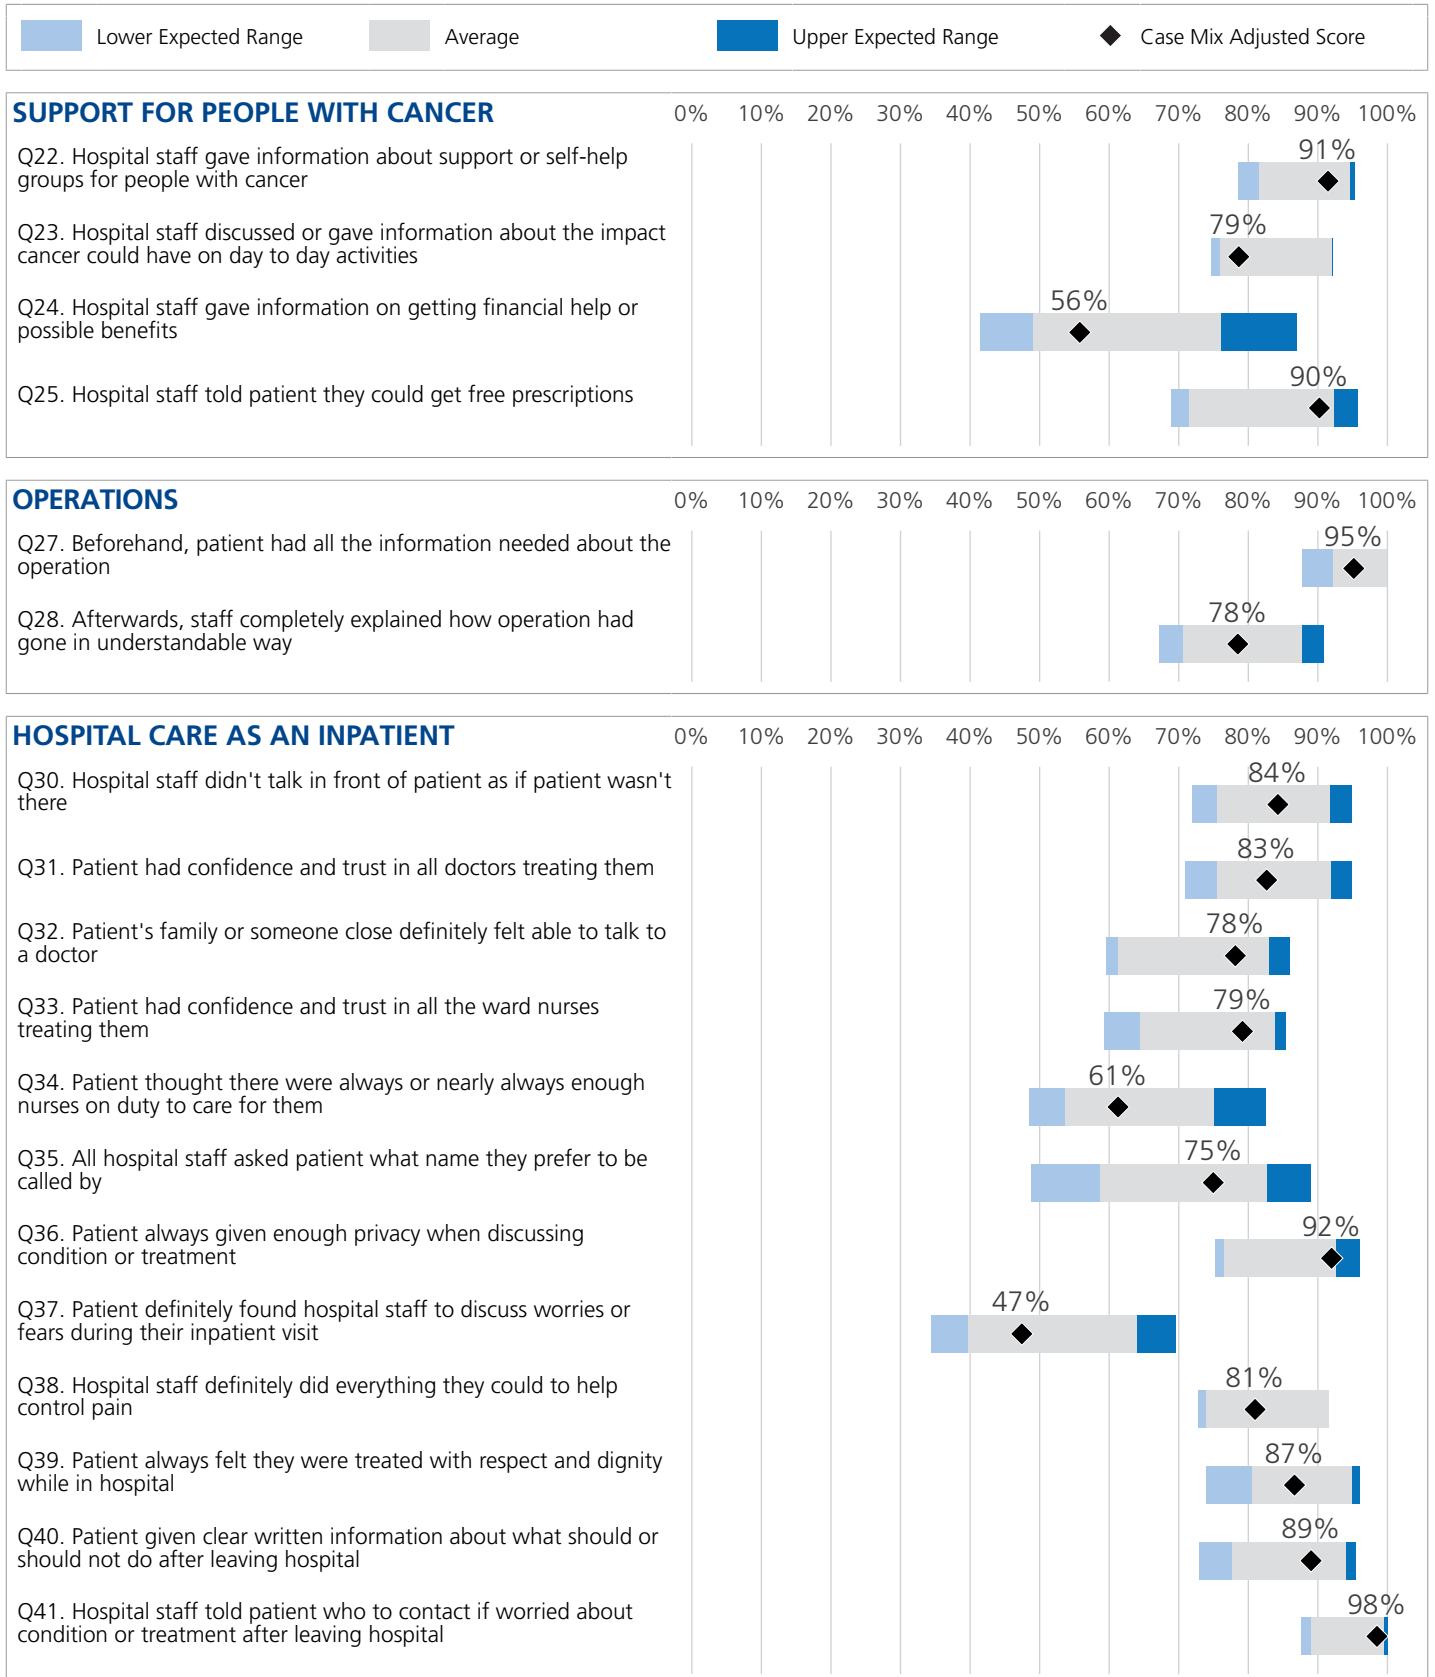 Lower Expected Range Average Upper Expected Range Case Mix Adjusted Score
SUPPORT FOR PEOPLE WITH CANCER 0% 10% 20% 30% 40% 50% 60% 70% 80% 90% 100%
Q22. Hospital staff gave information about support or self-help
groups for people with cancer
91%
Q23. Hospital staff discussed or gave information about the impact
cancer could have on day to day activities
79%
Q24. Hospital staff gave information on getting financial help or
possible benefits
56%
Q25. Hospital staff told patient they could get free prescriptions
90%
OPERATIONS 0% 10% 20% 30% 40% 50% 60% 70% 80% 90% 100%
Q27. Beforehand, patient had all the information needed about the
operation
95%
Q28. Afterwards, staff completely explained how operation had
gone in understandable way
78%
HOSPITAL CARE AS AN INPATIENT 0% 10% 20% 30% 40% 50% 60% 70% 80% 90% 100%
Q30. Hospital staff didn't talk in front of patient as if patient wasn't
there
84%
Q31. Patient had confidence and trust in all doctors treating them
83%
Q32. Patient's family or someone close definitely felt able to talk to
a doctor
78%
Q33. Patient had confidence and trust in all the ward nurses
treating them
79%
Q34. Patient thought there were always or nearly always enough
nurses on duty to care for them
61%
Q35. All hospital staff asked patient what name they prefer to be
called by
75%
Q36. Patient always given enough privacy when discussing
condition or treatment
92%
Q37. Patient definitely found hospital staff to discuss worries or
fears during their inpatient visit
47%
Q38. Hospital staff definitely did everything they could to help
control pain
81%
Q39. Patient always felt they were treated with respect and dignity
while in hospital
87%
Q40. Patient given clear written information about what should or
should not do after leaving hospital
89%
Q41. Hospital staff told patient who to contact if worried about
condition or treatment after leaving hospital
98%